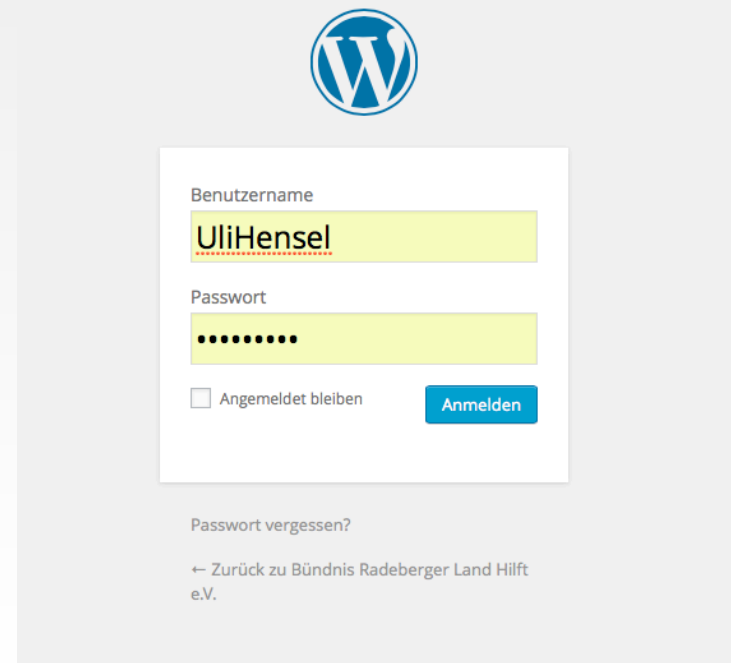 Benutzername
UliHensel
Passwort
•••••••••
Angemeldet bleiben
Anmelden
Passwort vergessen?
← Zurück zu Bündnis Radeberger Land Hilft
e.V.